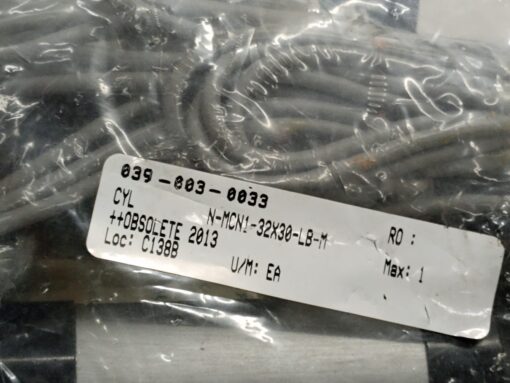 039-003-0033
CYL N-MCN1-32X30-LB-M RO :
++OBSOLETE 2013
Loc: C138B U/M: EA Max: 1